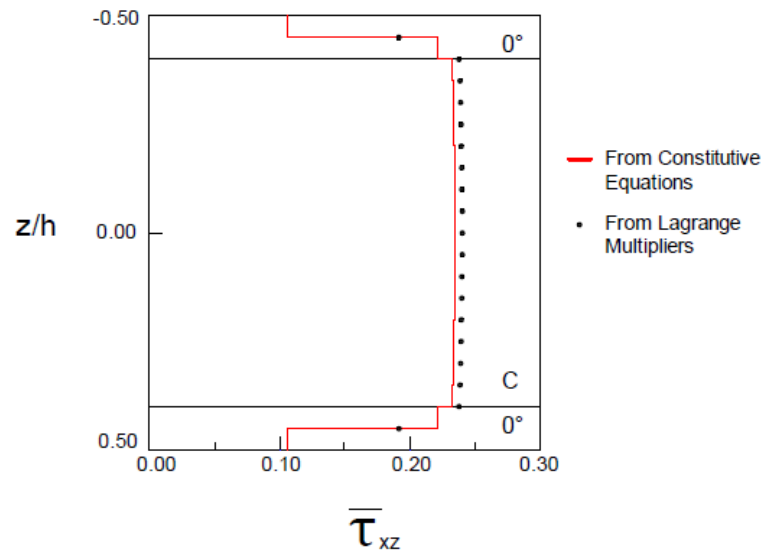 -0.50
0°
From Constitutive
Equations
z/h
0.00
From Lagrange
Multipliers
C
0°
0.50
0.00 0.10 0.20 0.30
τ̅xz